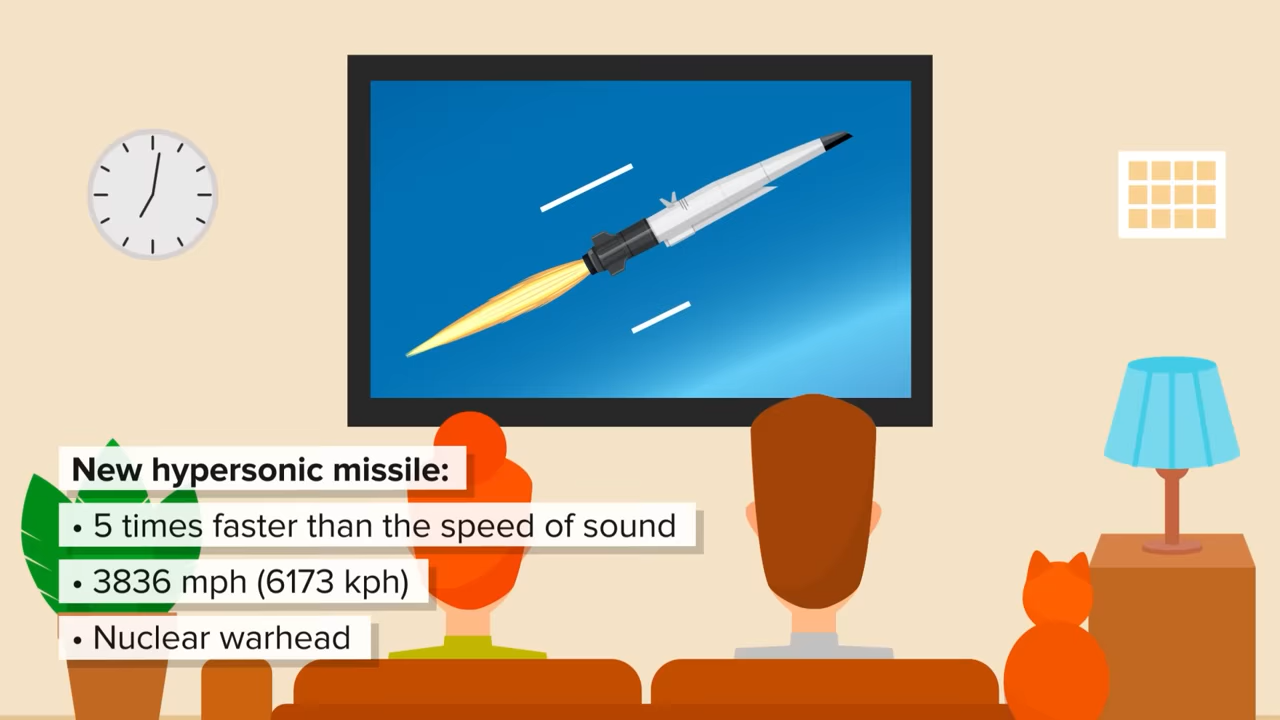 New hypersonic missile:
• 5 times faster than the speed of sound
• 3836 mph (6173 kph)
• Nuclear warhead